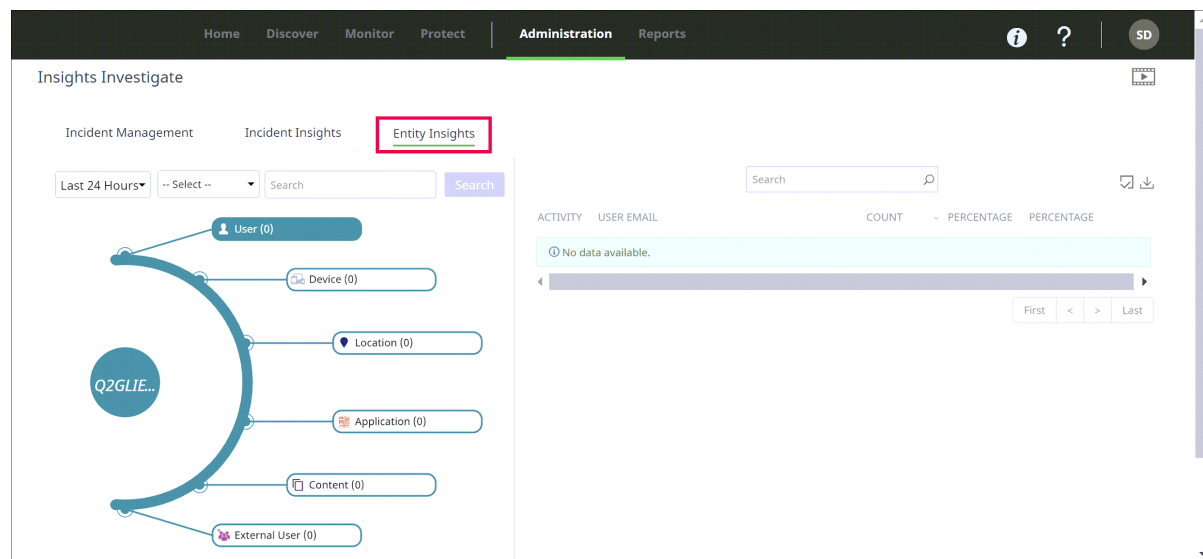 Home Discover Monitor Protect Administration Reports i ? SD
Insights Investigate
Incident Management Incident Insights Entity Insights
Last 24 Hours -- Select -- Search Search
Search
ACTIVITY USER EMAIL COUNT PERCENTAGE PERCENTAGE
No data available.
First < > Last
User (0)
Device (0)
Location (0)
Q2GLIE...
Application (0)
Content (0)
External User (0)